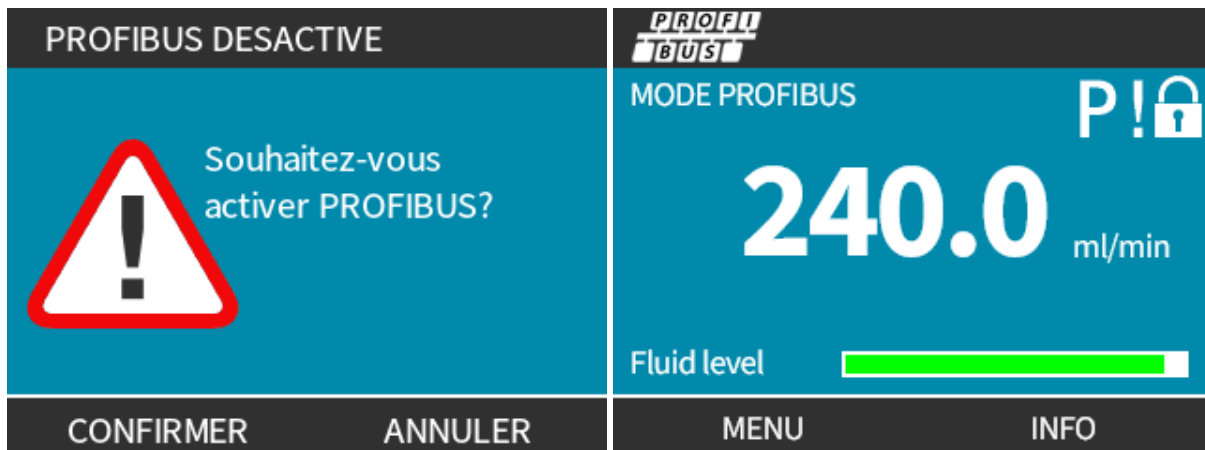 PROFIBUS DESACTIVE
Souhaitez-vous
activer PROFIBUS?
!
CONFIRMER
ANNULER
PROFI
BUS
MODE PROFIBUS
P!
240.0 ml/min
Fluid level
MENU
INFO